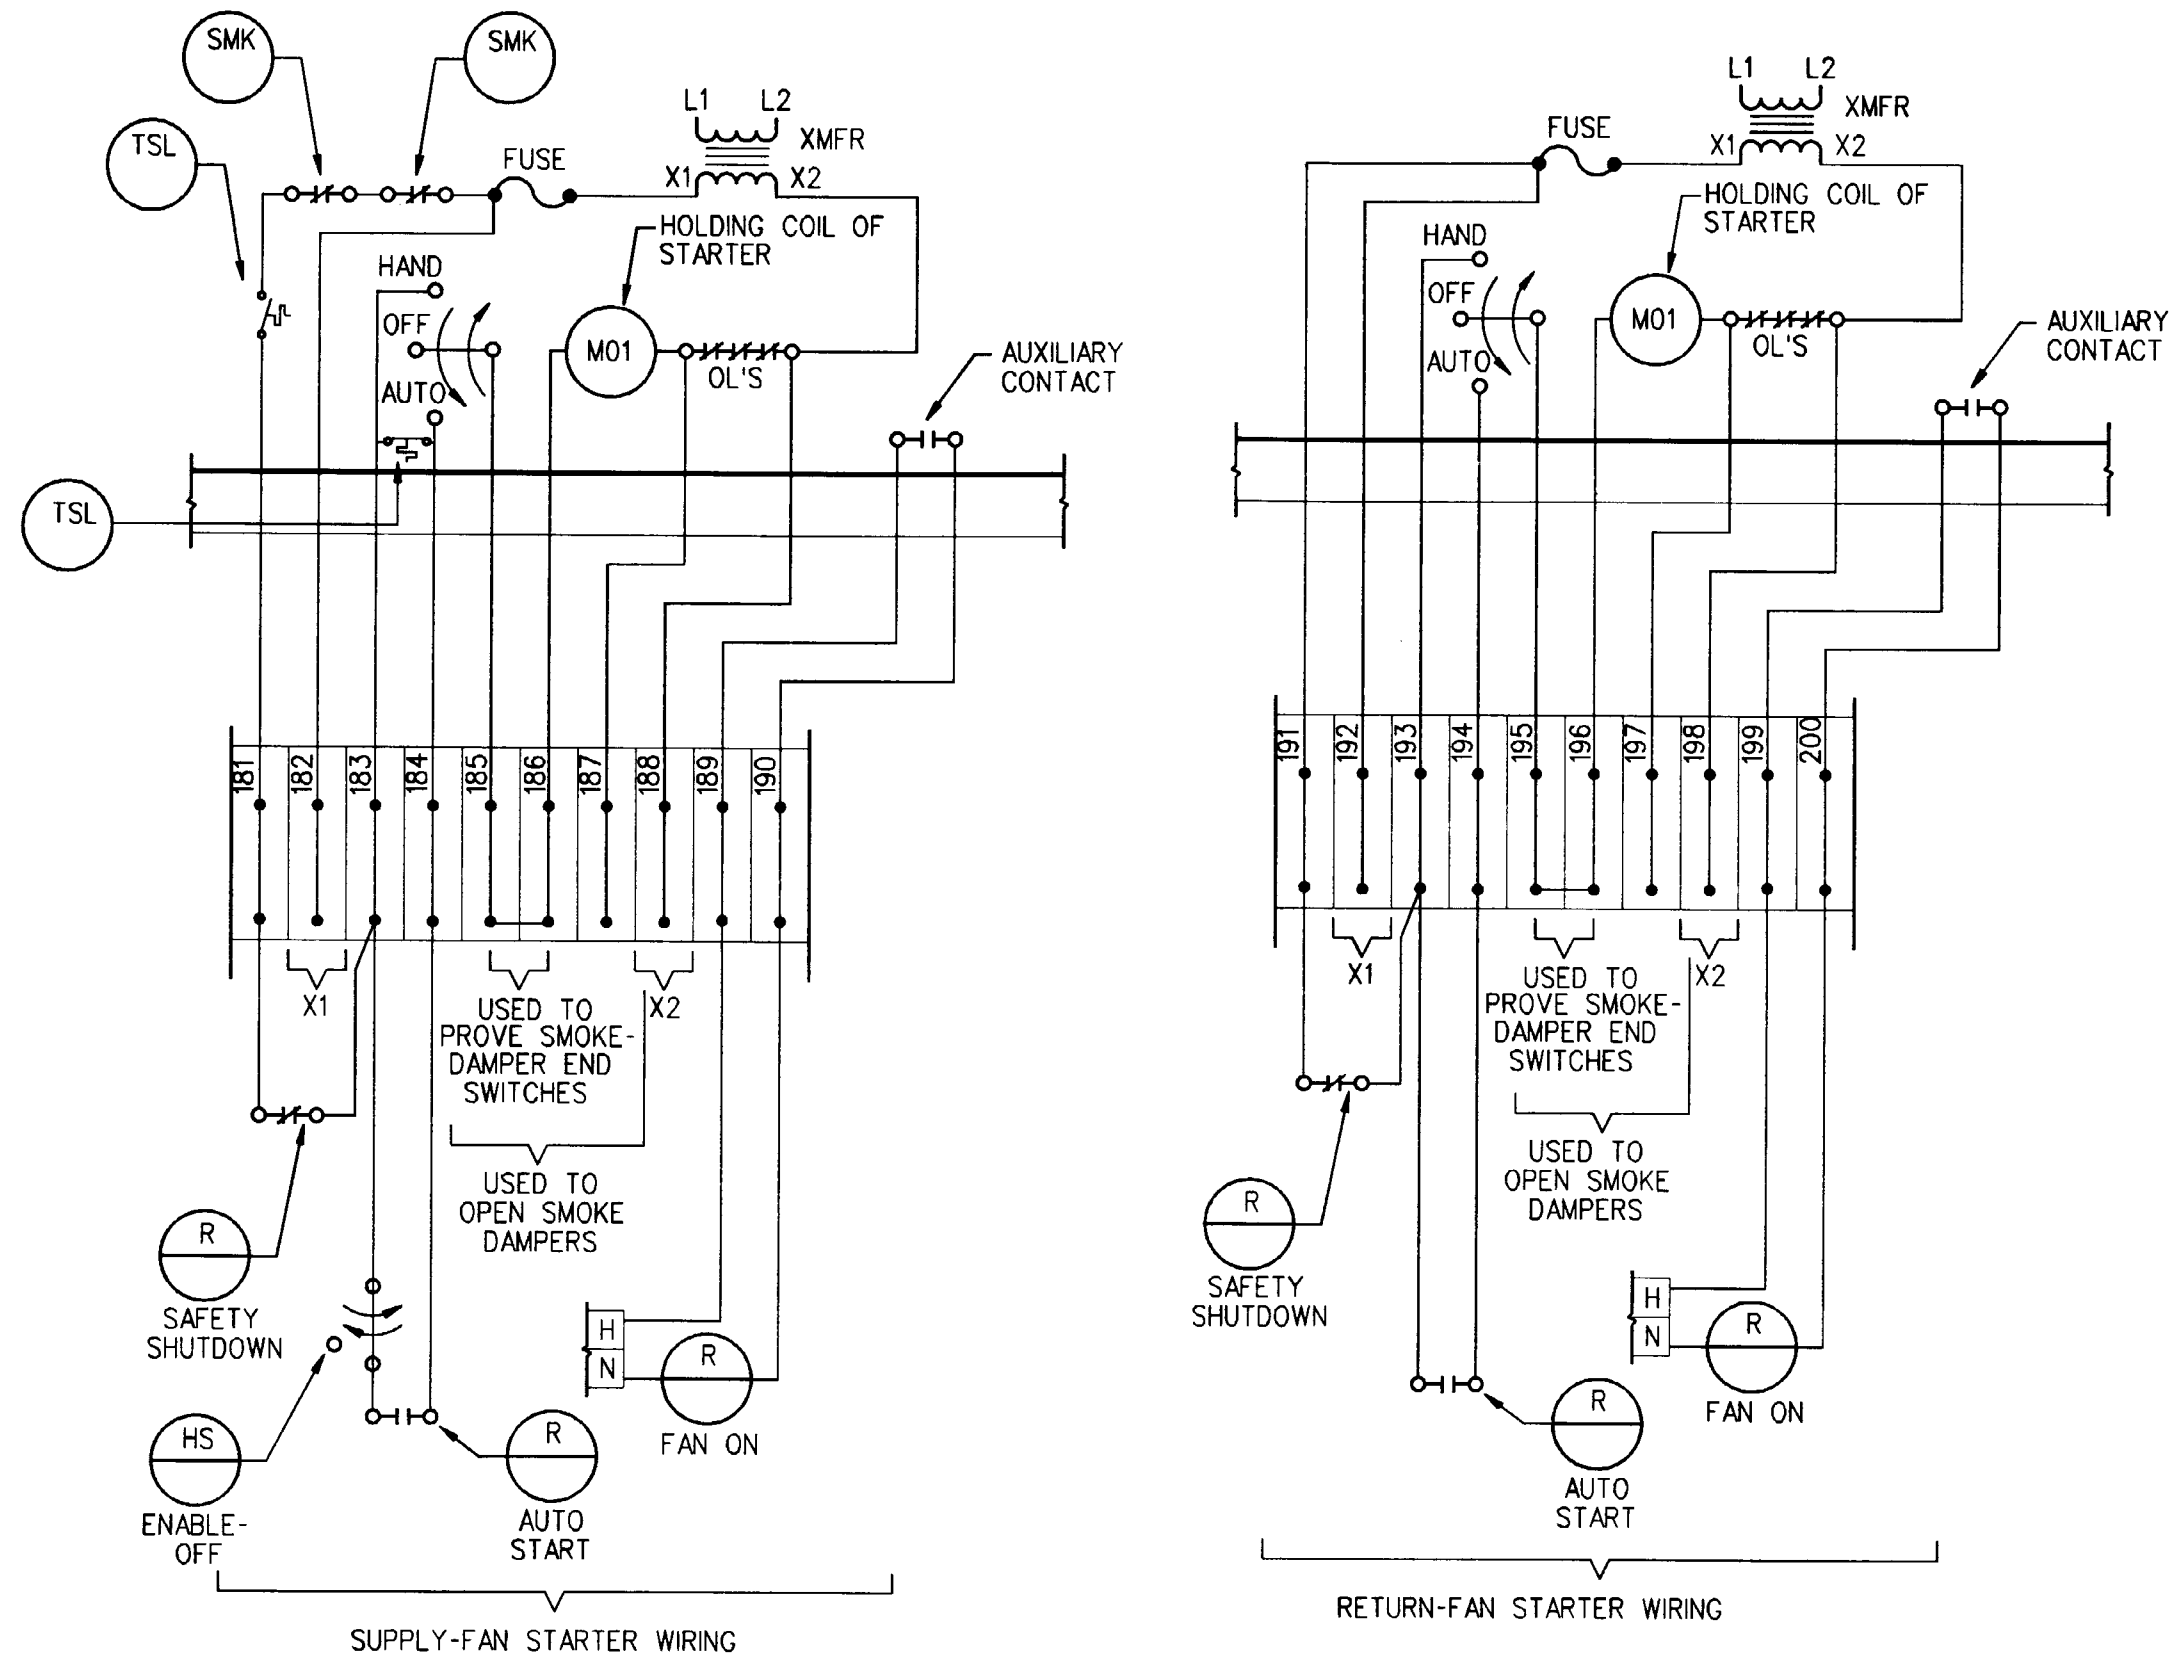 SMK
SMK
TSL
L1 L2
XMFR
FUSE
X1 X2
HOLDING COIL OF
STARTER
HAND
OFF
AUTO
M01
OL'S
AUXILIARY
CONTACT
TSL
181 182 183 184 185 186 187 188 189 190
X1
USED TO
PROVE SMOKE-
DAMPER END
SWITCHES
X2
USED TO
OPEN SMOKE
DAMPERS
R
SAFETY
SHUTDOWN
H
N
R
FAN ON
HS
ENABLE-
OFF
R
AUTO
START
SUPPLY-FAN STARTER WIRING
L1 L2
XMFR
FUSE
X1 X2
HOLDING COIL OF
STARTER
HAND
OFF
AUTO
M01
OL'S
AUXILIARY
CONTACT
191 192 193 194 195 196 197 198 199 200
X1
USED TO
PROVE SMOKE-
DAMPER END
SWITCHES
X2
USED TO
OPEN SMOKE
DAMPERS
R
SAFETY
SHUTDOWN
H
N
R
FAN ON
R
AUTO
START
RETURN-FAN STARTER WIRING